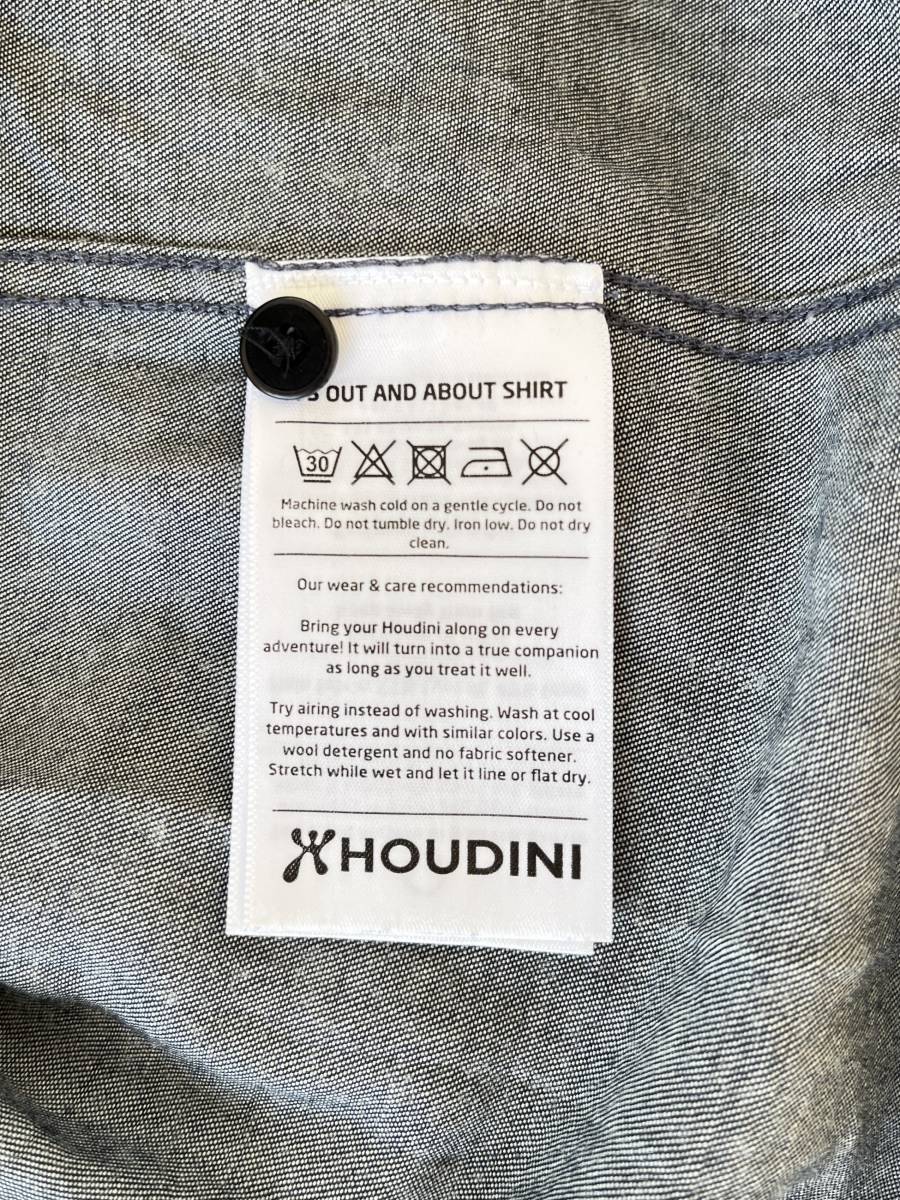 OUT AND ABOUT SHIRT
30
Machine wash cold on a gentle cycle. Do not
bleach. Do not tumble dry. Iron low. Do not dry
clean.
Our wear & care recommendations:
Bring your Houdini along on every
adventure! It will turn into a true companion
as long as you treat it well.
Try airing instead of washing. Wash at cool
temperatures and with similar colors. Use a
wool detergent and no fabric softener.
Stretch while wet and let it line or flat dry.
HOUDINI